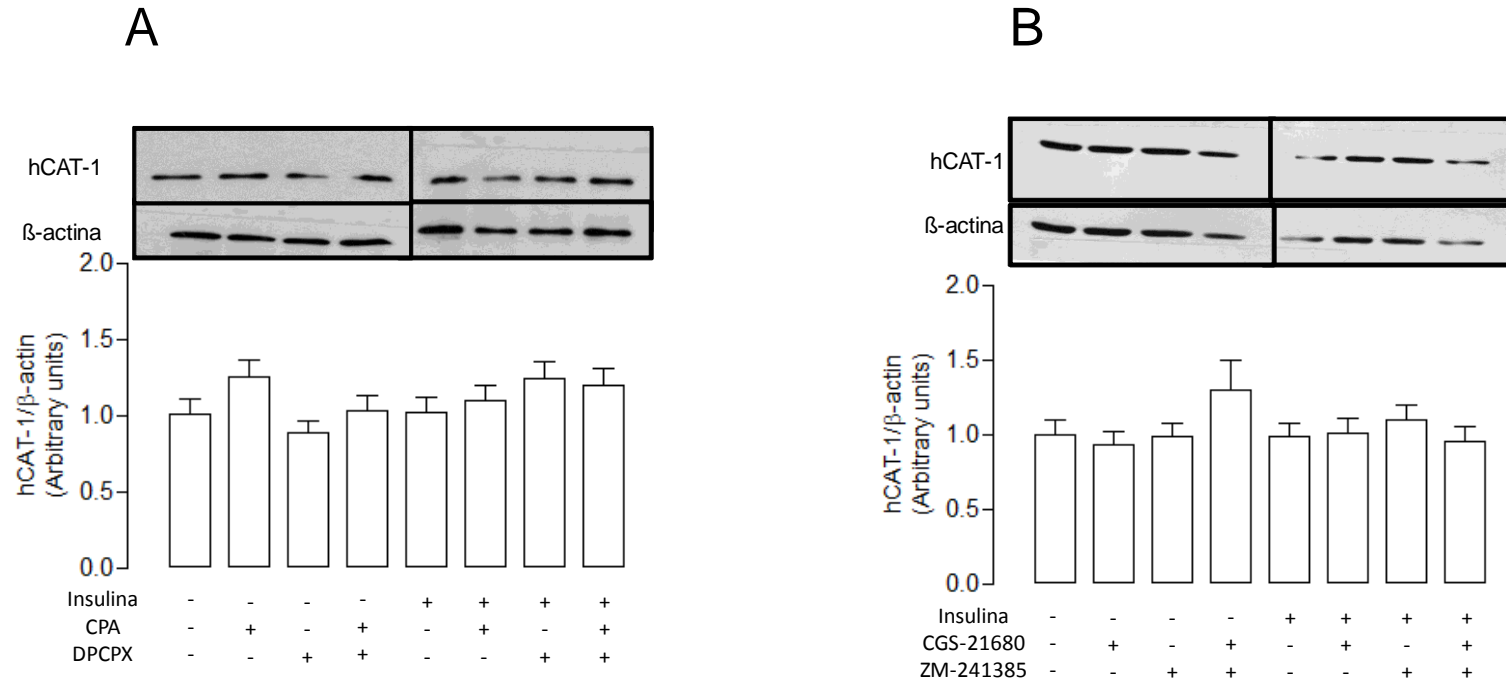 A
hCAT-1
ß-actina
2.0
1.5
1.0
0.5
0.0
hCAT-1/β-actin
(Arbitrary units)
Insulina - - - - + + + +
CPA - + - + - + - +
DPCPX - - + + - - + +
B
hCAT-1
ß-actina
2.0
1.5
1.0
0.5
0.0
hCAT-1/β-actin
(Arbitrary units)
Insulina - - - - + + + +
CGS-21680 - + - + - + - +
ZM-241385 - - + + - - + +